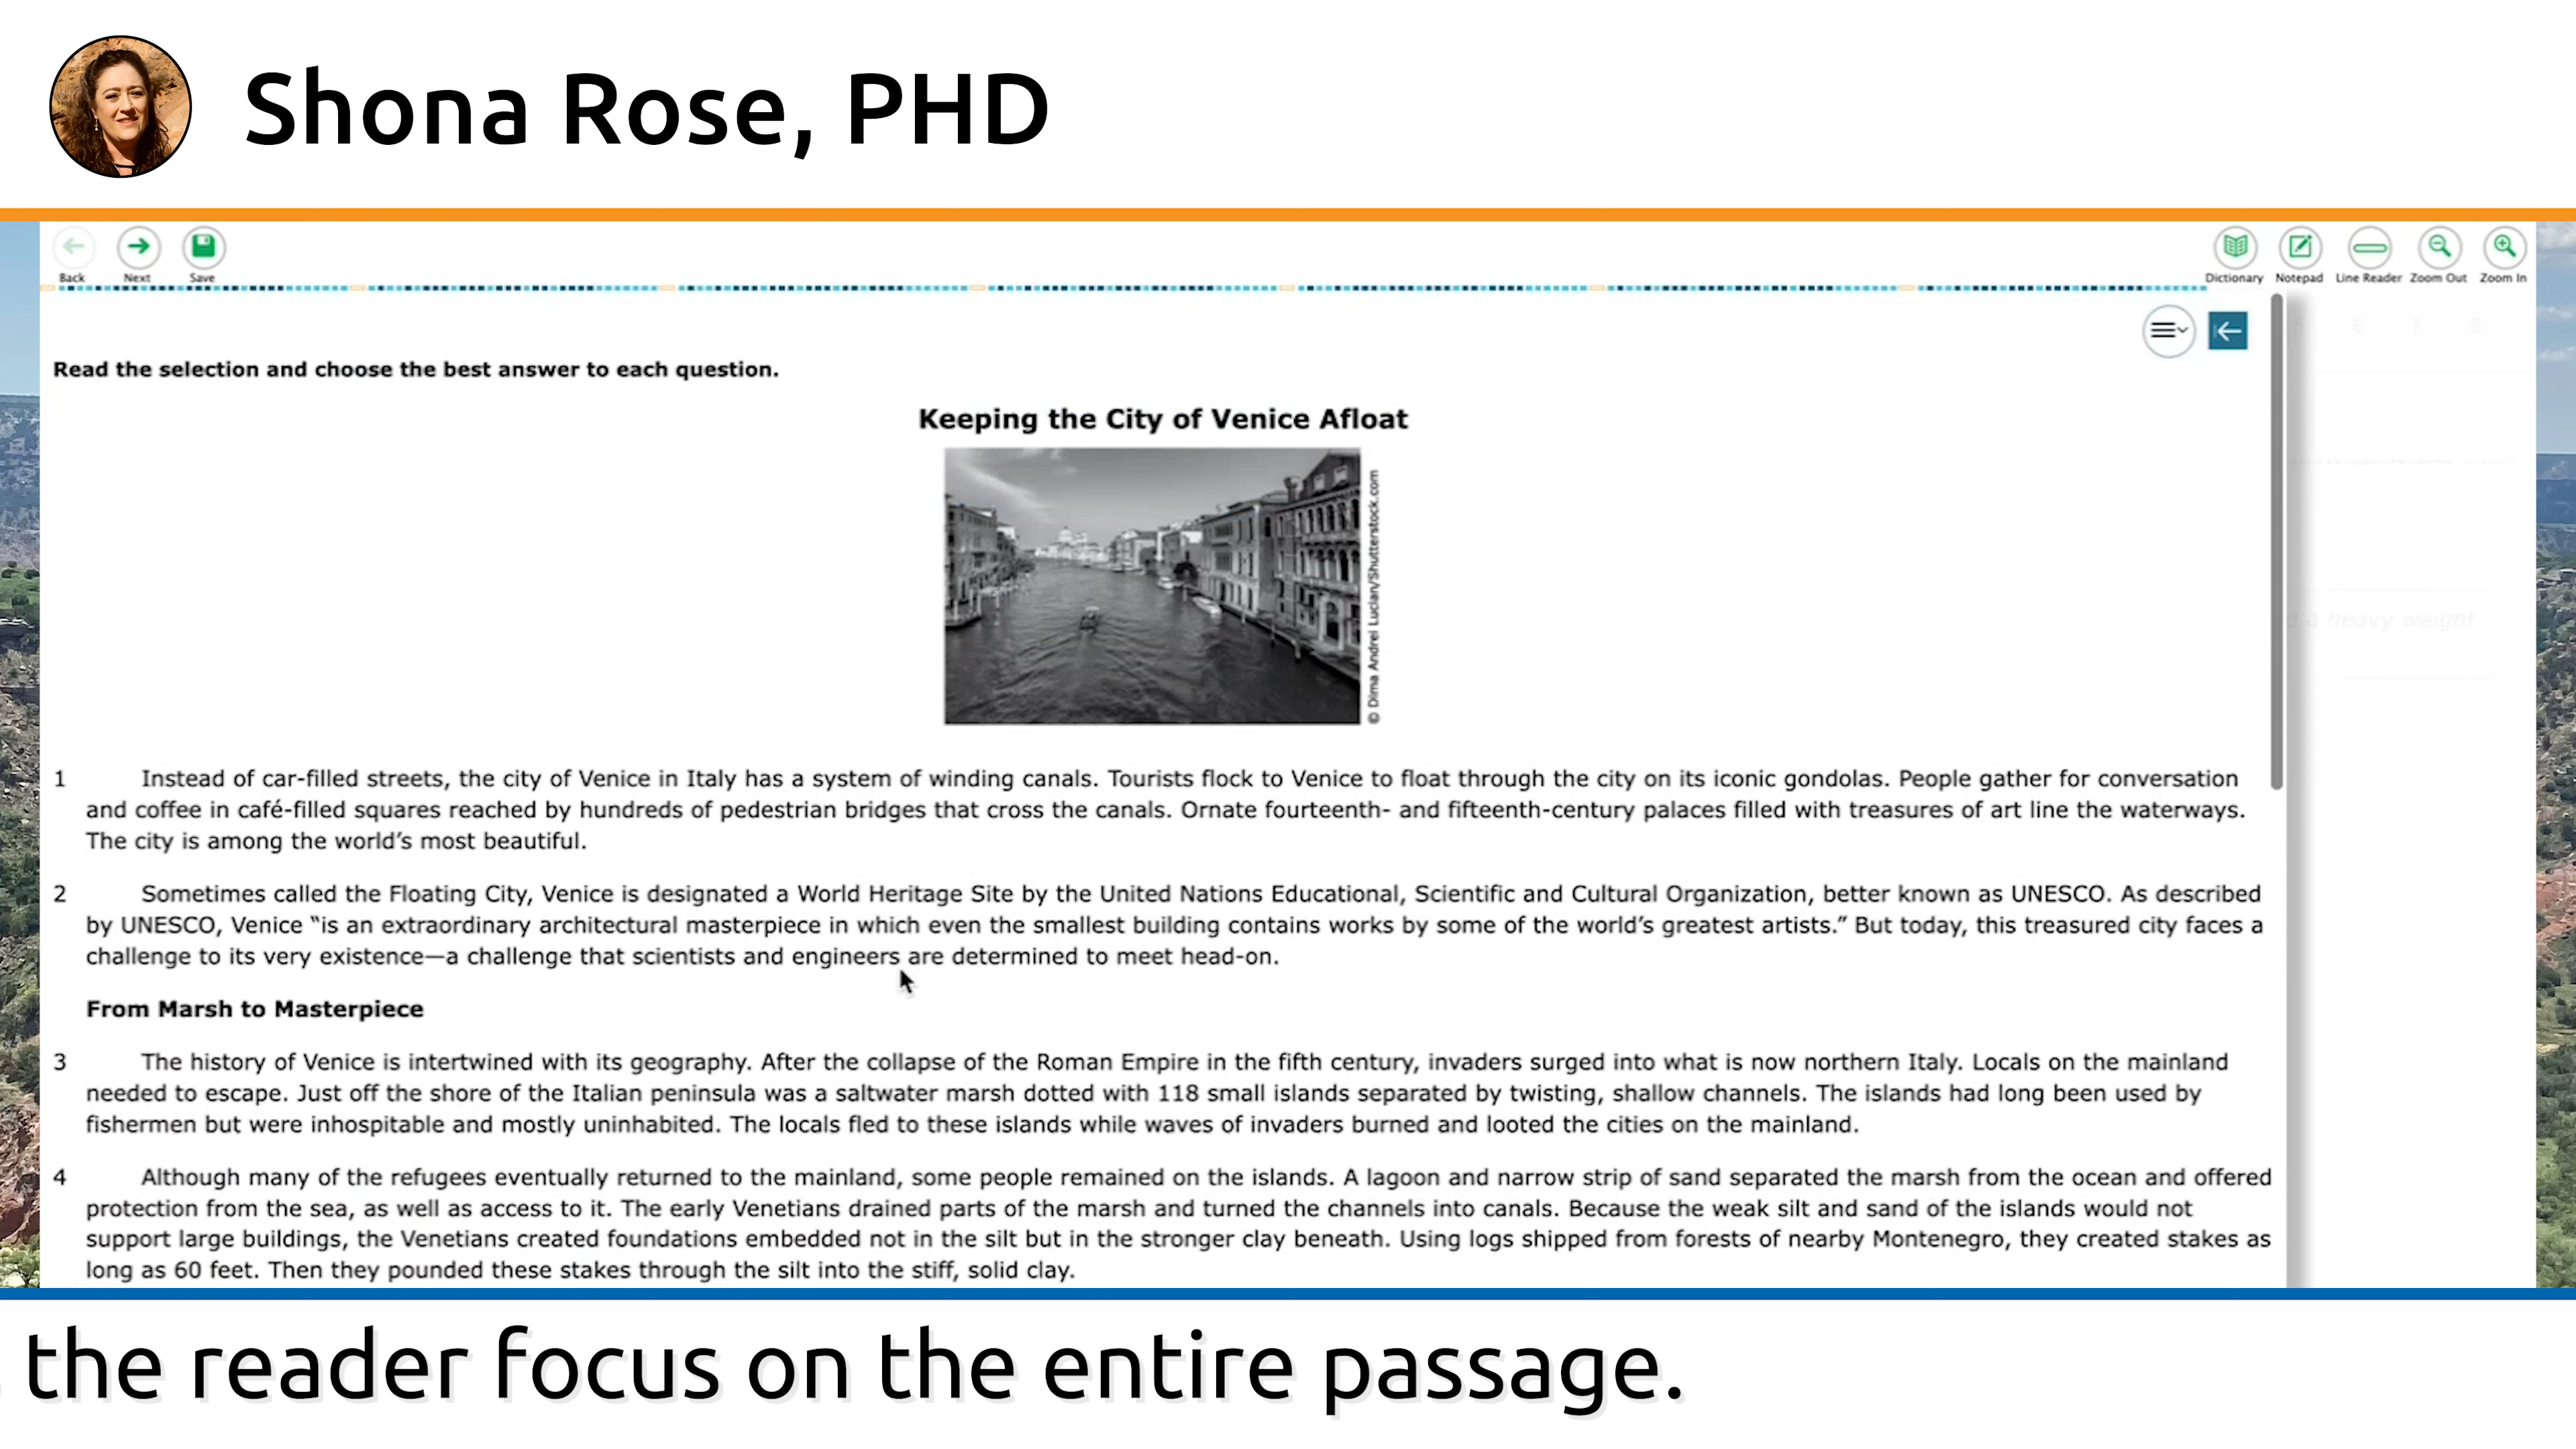 Shona Rose, PHD
Back
Next
Save
Dictionary
Notepad
Line Reader
Zoom Out
Zoom In
6 7 8
Read the selection and choose the best answer to each question.
Keeping the City of Venice Afloat
© Dima Andrei Lucian/Shutterstock.com
a heavy weight
1 Instead of car-filled streets, the city of Venice in Italy has a system of winding canals. Tourists flock to Venice to float through the city on its iconic gondolas. People gather for conversation
and coffee in café-filled squares reached by hundreds of pedestrian bridges that cross the canals. Ornate fourteenth- and fifteenth-century palaces filled with treasures of art line the waterways.
The city is among the world’s most beautiful.
2 Sometimes called the Floating City, Venice is designated a World Heritage Site by the United Nations Educational, Scientific and Cultural Organization, better known as UNESCO. As described
by UNESCO, Venice “is an extraordinary architectural masterpiece in which even the smallest building contains works by some of the world’s greatest artists.” But today, this treasured city faces a
challenge to its very existence—a challenge that scientists and engineers are determined to meet head-on.
From Marsh to Masterpiece
3 The history of Venice is intertwined with its geography. After the collapse of the Roman Empire in the fifth century, invaders surged into what is now northern Italy. Locals on the mainland
needed to escape. Just off the shore of the Italian peninsula was a saltwater marsh dotted with 118 small islands separated by twisting, shallow channels. The islands had long been used by
fishermen but were inhospitable and mostly uninhabited. The locals fled to these islands while waves of invaders burned and looted the cities on the mainland.
4 Although many of the refugees eventually returned to the mainland, some people remained on the islands. A lagoon and narrow strip of sand separated the marsh from the ocean and offered
protection from the sea, as well as access to it. The early Venetians drained parts of the marsh and turned the channels into canals. Because the weak silt and sand of the islands would not
support large buildings, the Venetians created foundations embedded not in the silt but in the stronger clay beneath. Using logs shipped from forests of nearby Montenegro, they created stakes as
long as 60 feet. Then they pounded these stakes through the silt into the stiff, solid clay.
the reader focus on the entire passage.